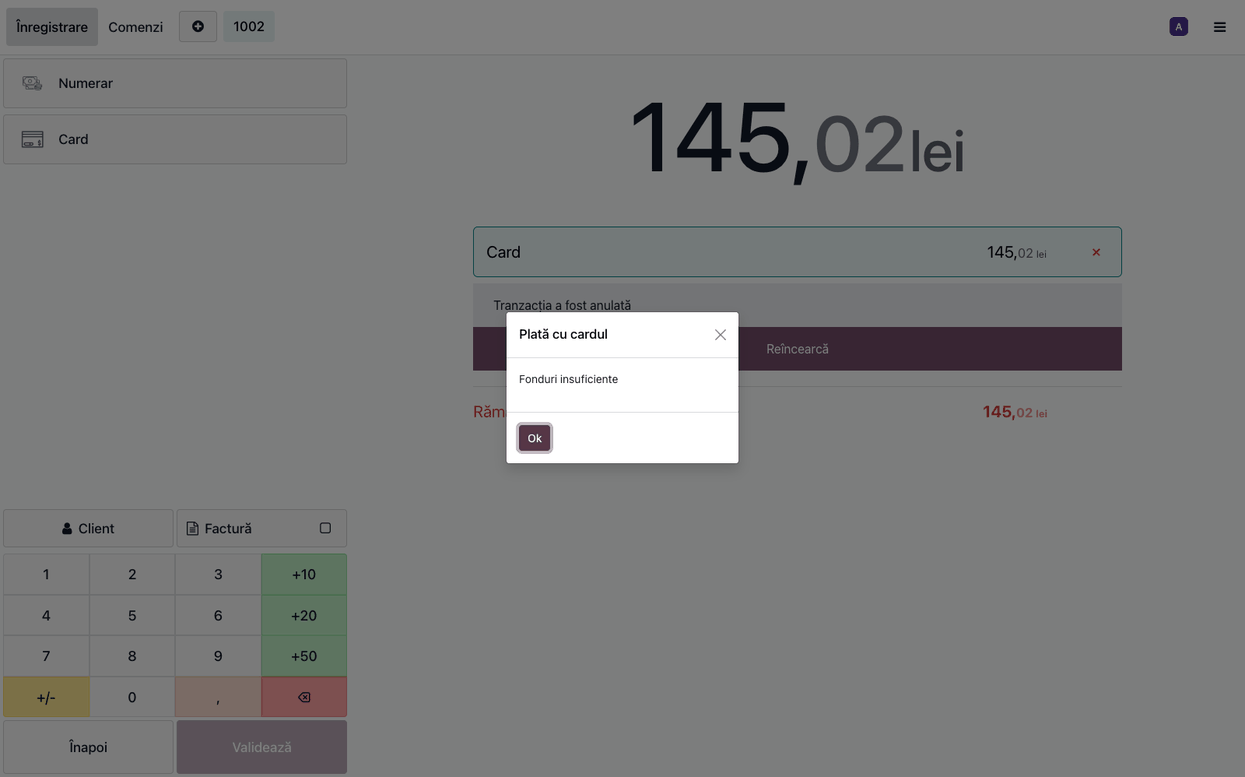 Înregistrare
Comenzi
1002
A
Numerar
Card
145,02 lei
Card
145,02 lei
Tranzacția a fost anulată
Reîncearcă
145,02 lei
Plată cu cardul
Fonduri insuficiente
Ok
Client
Factură
1 2 3 +10
4 5 6 +20
7 8 9 +50
+/- 0 ,
Înapoi
Validează